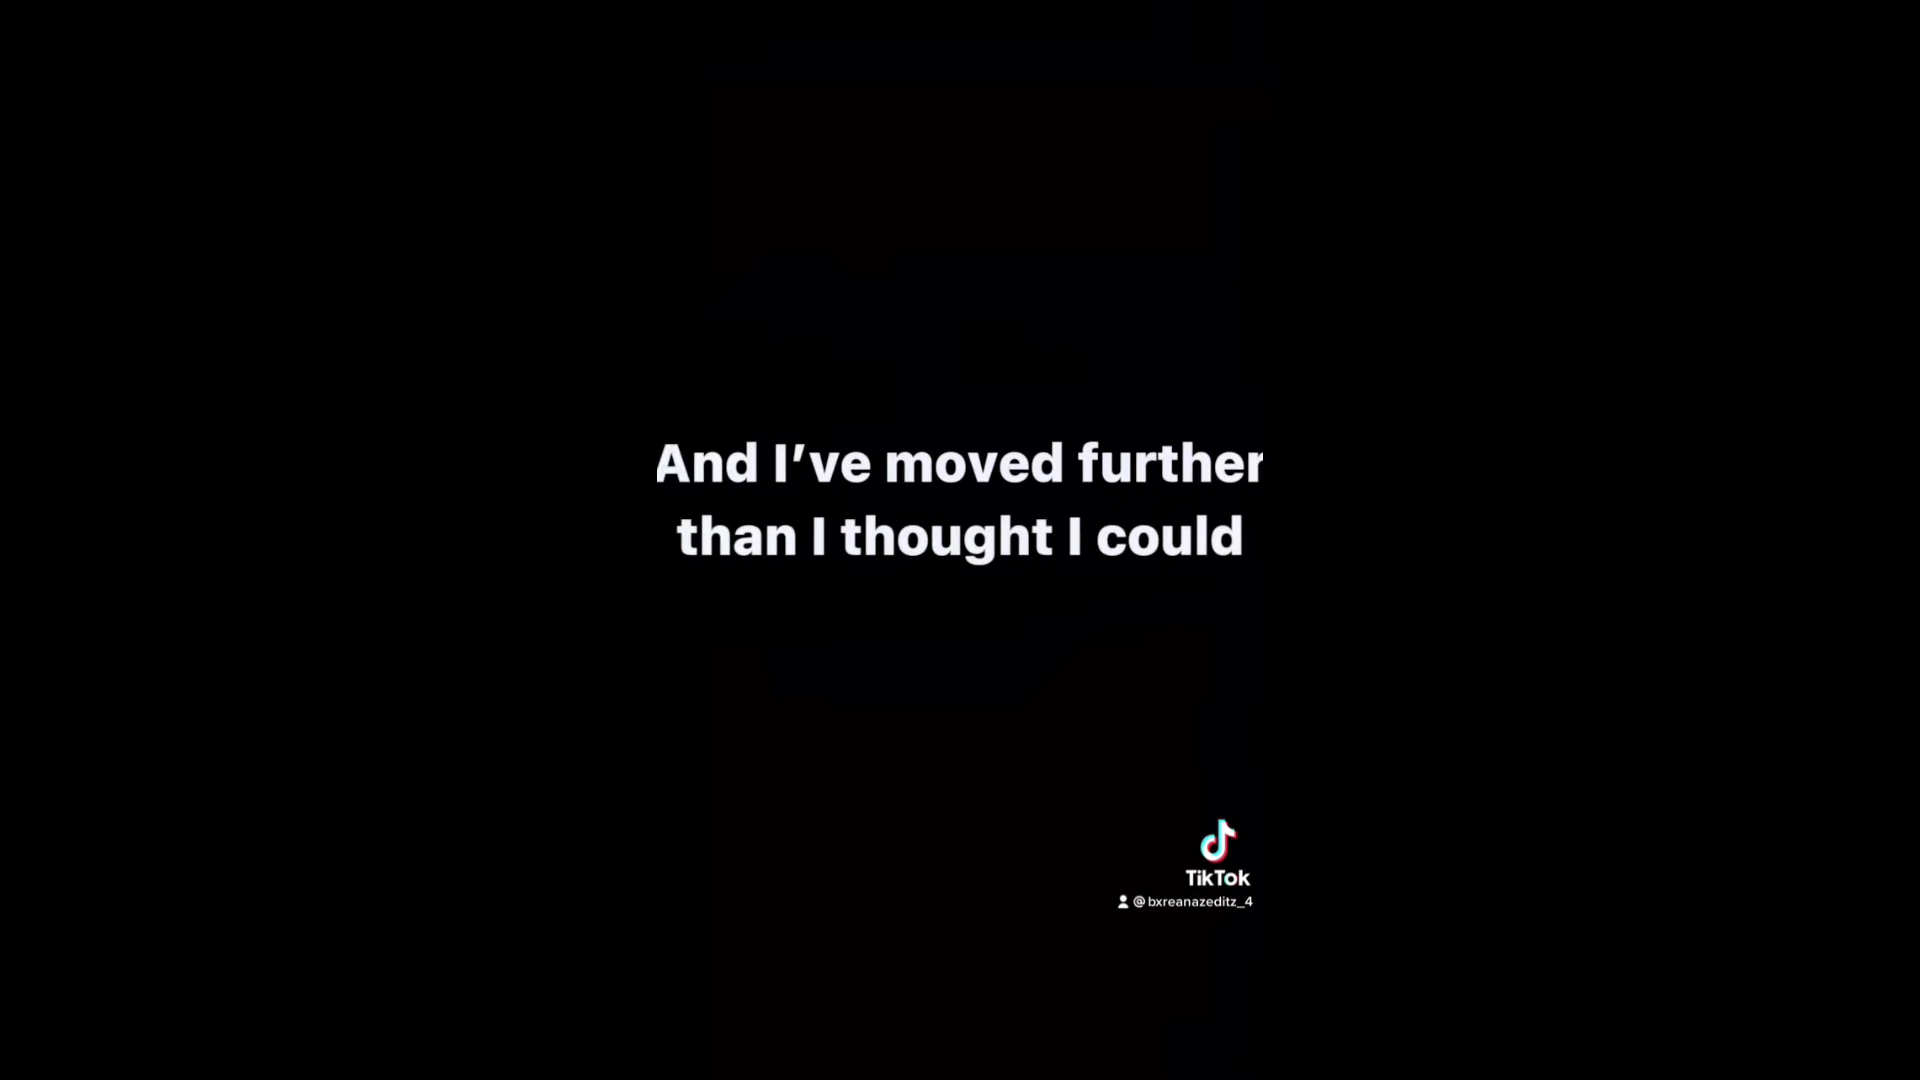 And I’ve moved further
than I thought I could
TikTok
@bxreanazeditz_4